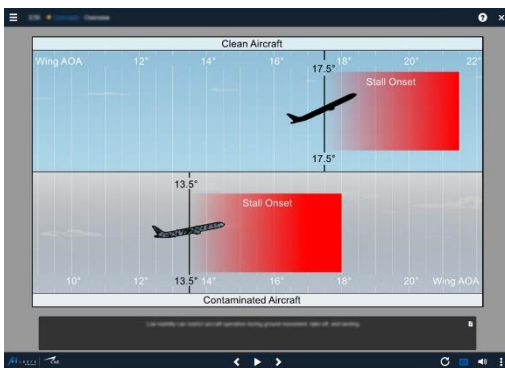 Clean Aircraft
Wing AOA 12° 14° 16° 18° 20° 22°
17.5°
Stall Onset
17.5°
13.5°
Stall Onset
10° 13.5° 14° 16° 18° 20° Wing AOA
Contaminated Aircraft
CAE